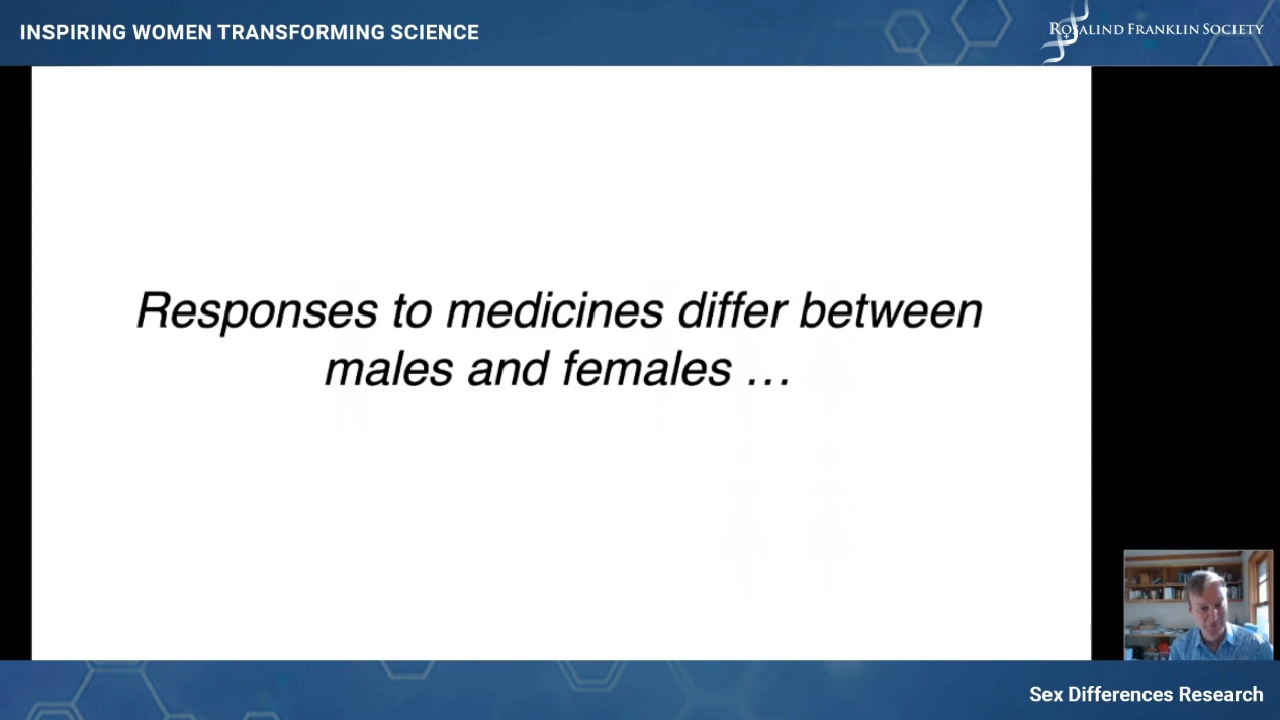 INSPIRING WOMEN TRANSFORMING SCIENCE
ROSALIND FRANKLIN SOCIETY
Responses to medicines differ between
males and females …
Sex Differences Research